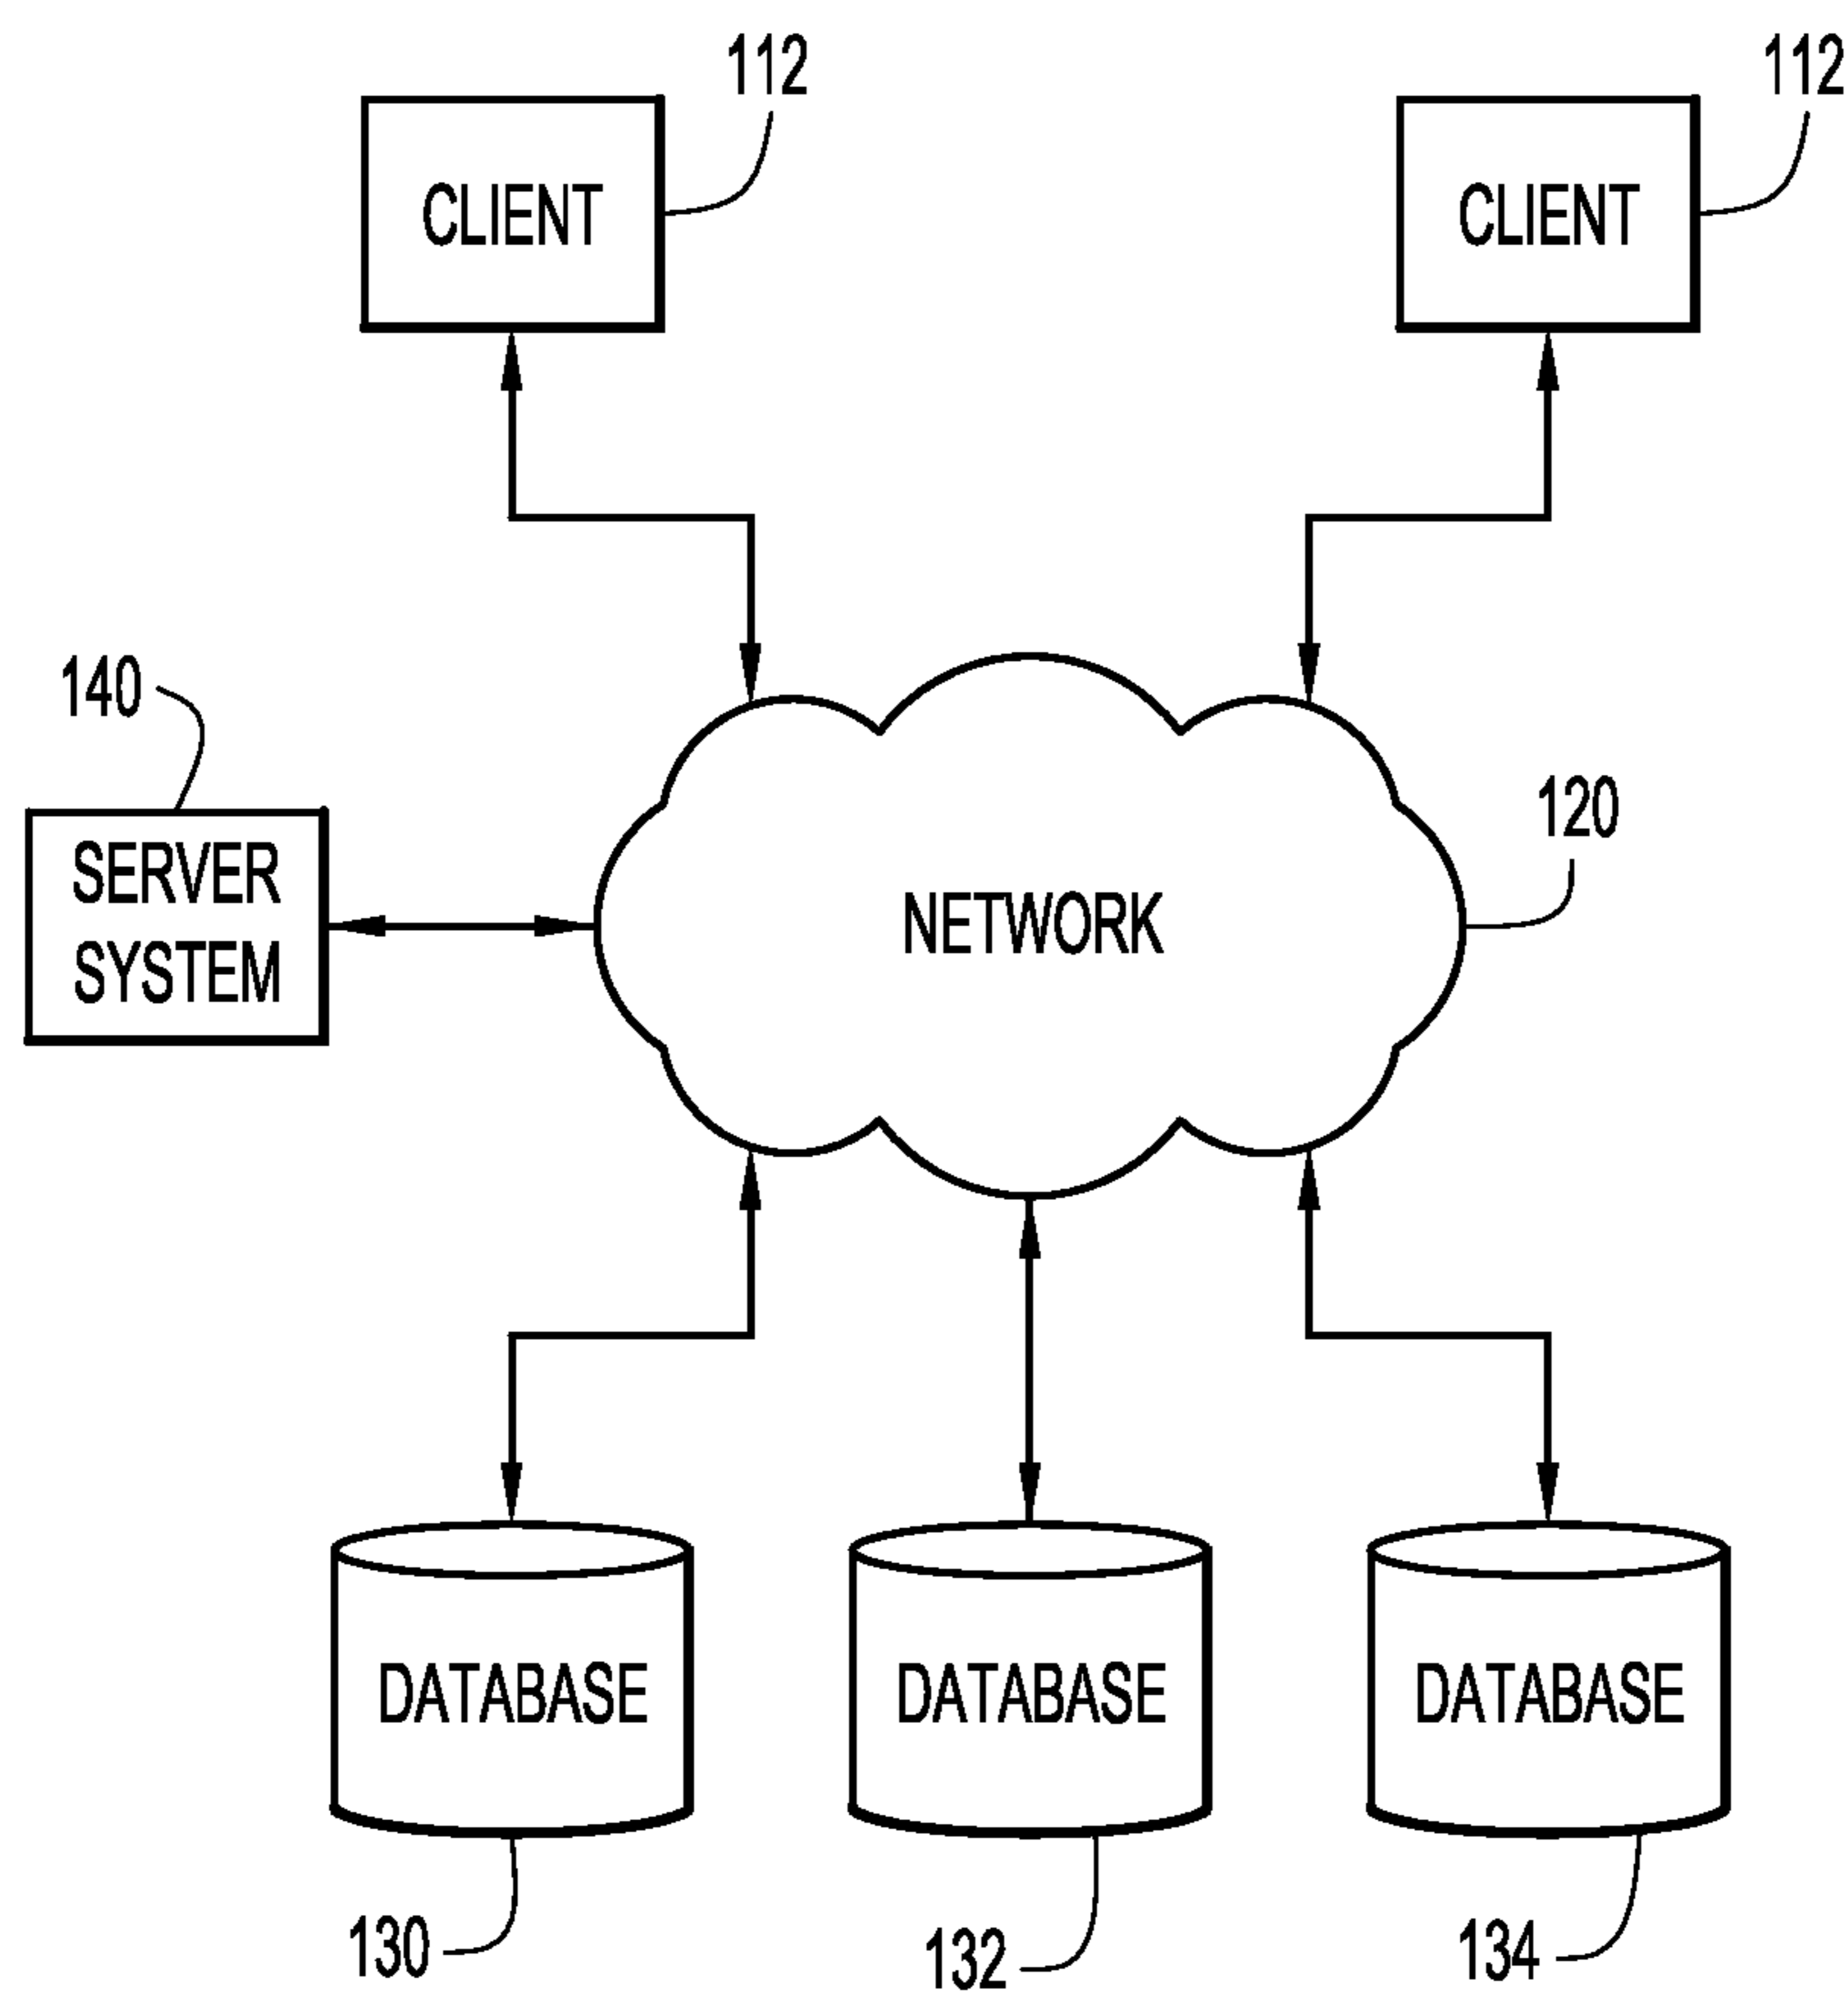 112
112
CLIENT
CLIENT
140
120
SERVER
SYSTEM
NETWORK
DATABASE
DATABASE
DATABASE
130
132
134